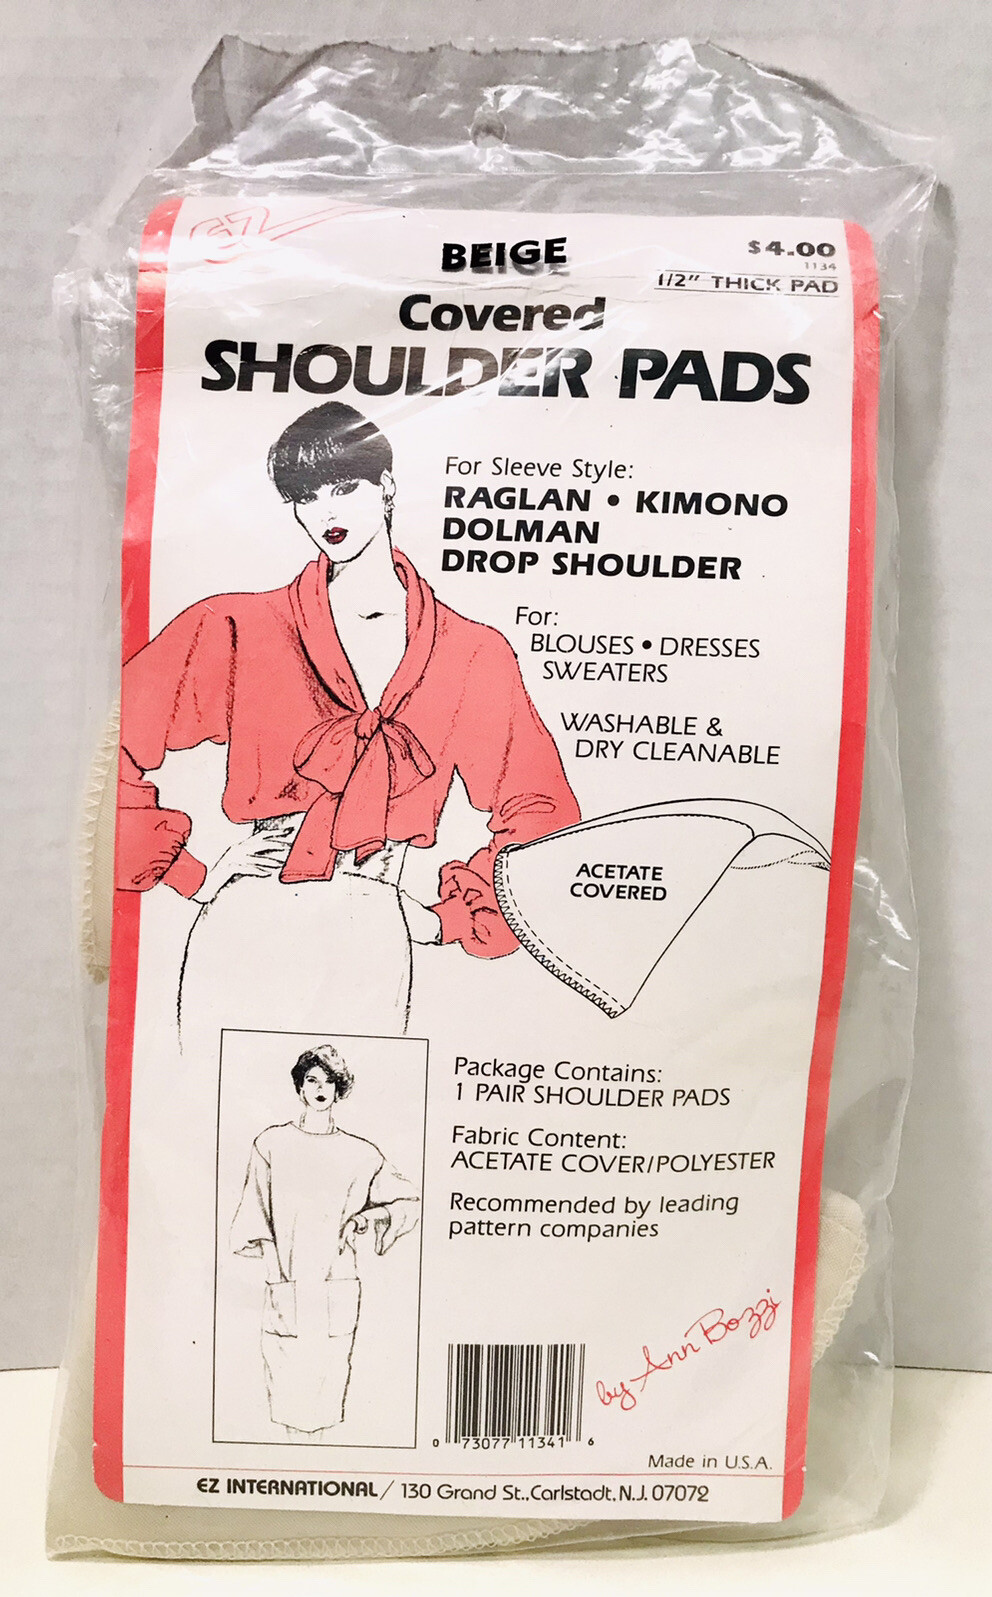 EZ
BEIGE
$4.00
1134
1/2" THICK PAD
Covered
SHOULDER PADS
For Sleeve Style:
RAGLAN • KIMONO
DOLMAN
DROP SHOULDER
For:
BLOUSES • DRESSES
SWEATERS
WASHABLE &
DRY CLEANABLE
ACETATE
COVERED
Package Contains:
1 PAIR SHOULDER PADS
Fabric Content:
ACETATE COVER/POLYESTER
Recommended by leading
pattern companies
by Ann Bozzi
0 73077 11341 6
Made in U.S.A.
EZ INTERNATIONAL / 130 Grand St., Carlstadt, N.J. 07072